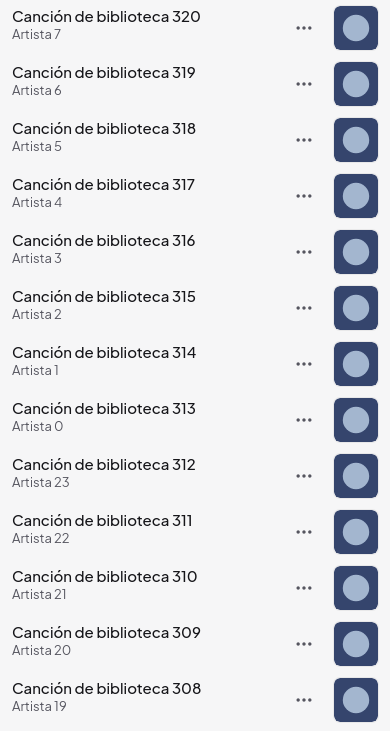 Canción de biblioteca 320
Artista 7
Canción de biblioteca 319
Artista 6
Canción de biblioteca 318
Artista 5
Canción de biblioteca 317
Artista 4
Canción de biblioteca 316
Artista 3
Canción de biblioteca 315
Artista 2
Canción de biblioteca 314
Artista 1
Canción de biblioteca 313
Artista 0
Canción de biblioteca 312
Artista 23
Canción de biblioteca 311
Artista 22
Canción de biblioteca 310
Artista 21
Canción de biblioteca 309
Artista 20
Canción de biblioteca 308
Artista 19